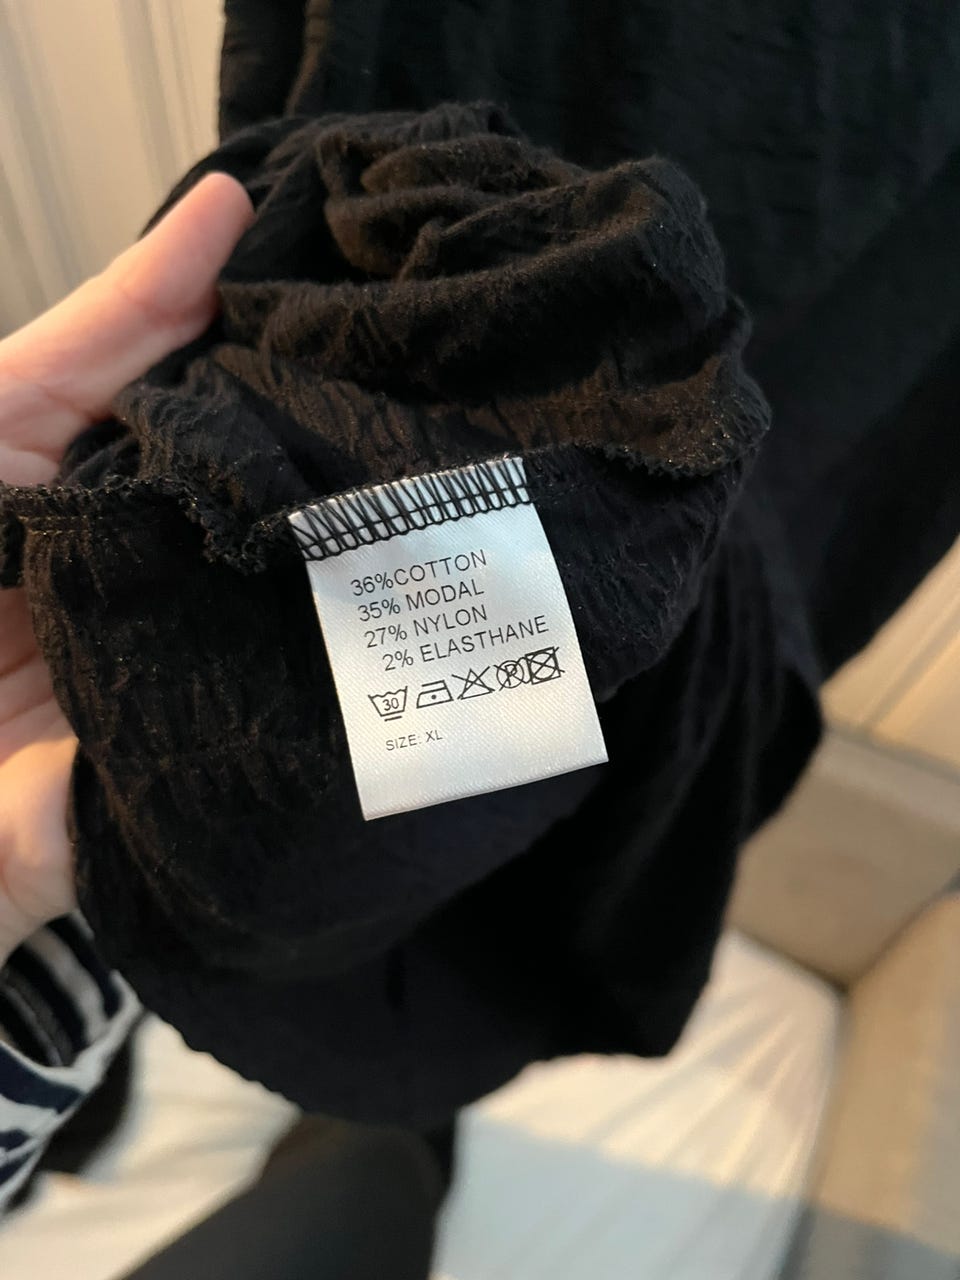 36%COTTON
35% MODAL
27% NYLON
2% ELASTHANE
30 P
SIZE: XL